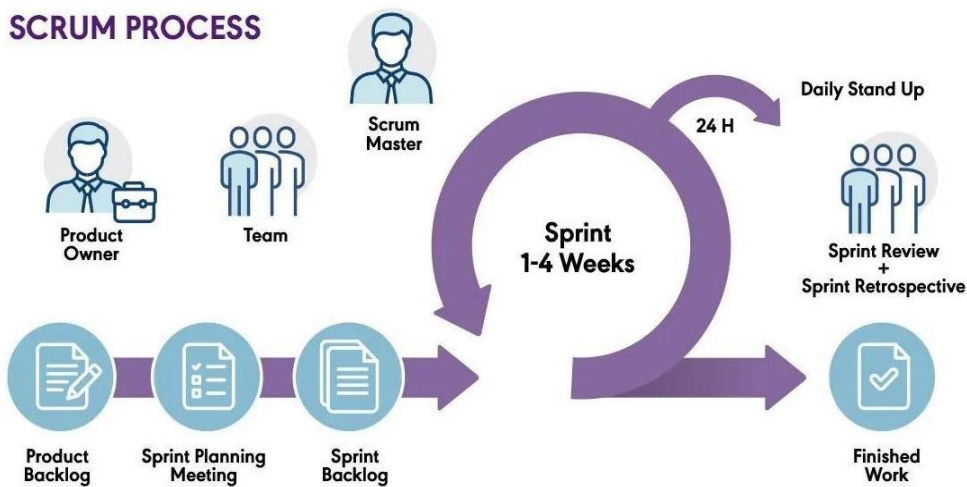 SCRUM PROCESS
Scrum
Master
Product
Owner
Team
Daily Stand Up
24 H
Sprint
1-4 Weeks
Sprint Review
+
Sprint Retrospective
Product
Backlog
Sprint Planning
Meeting
Sprint
Backlog
Finished
Work